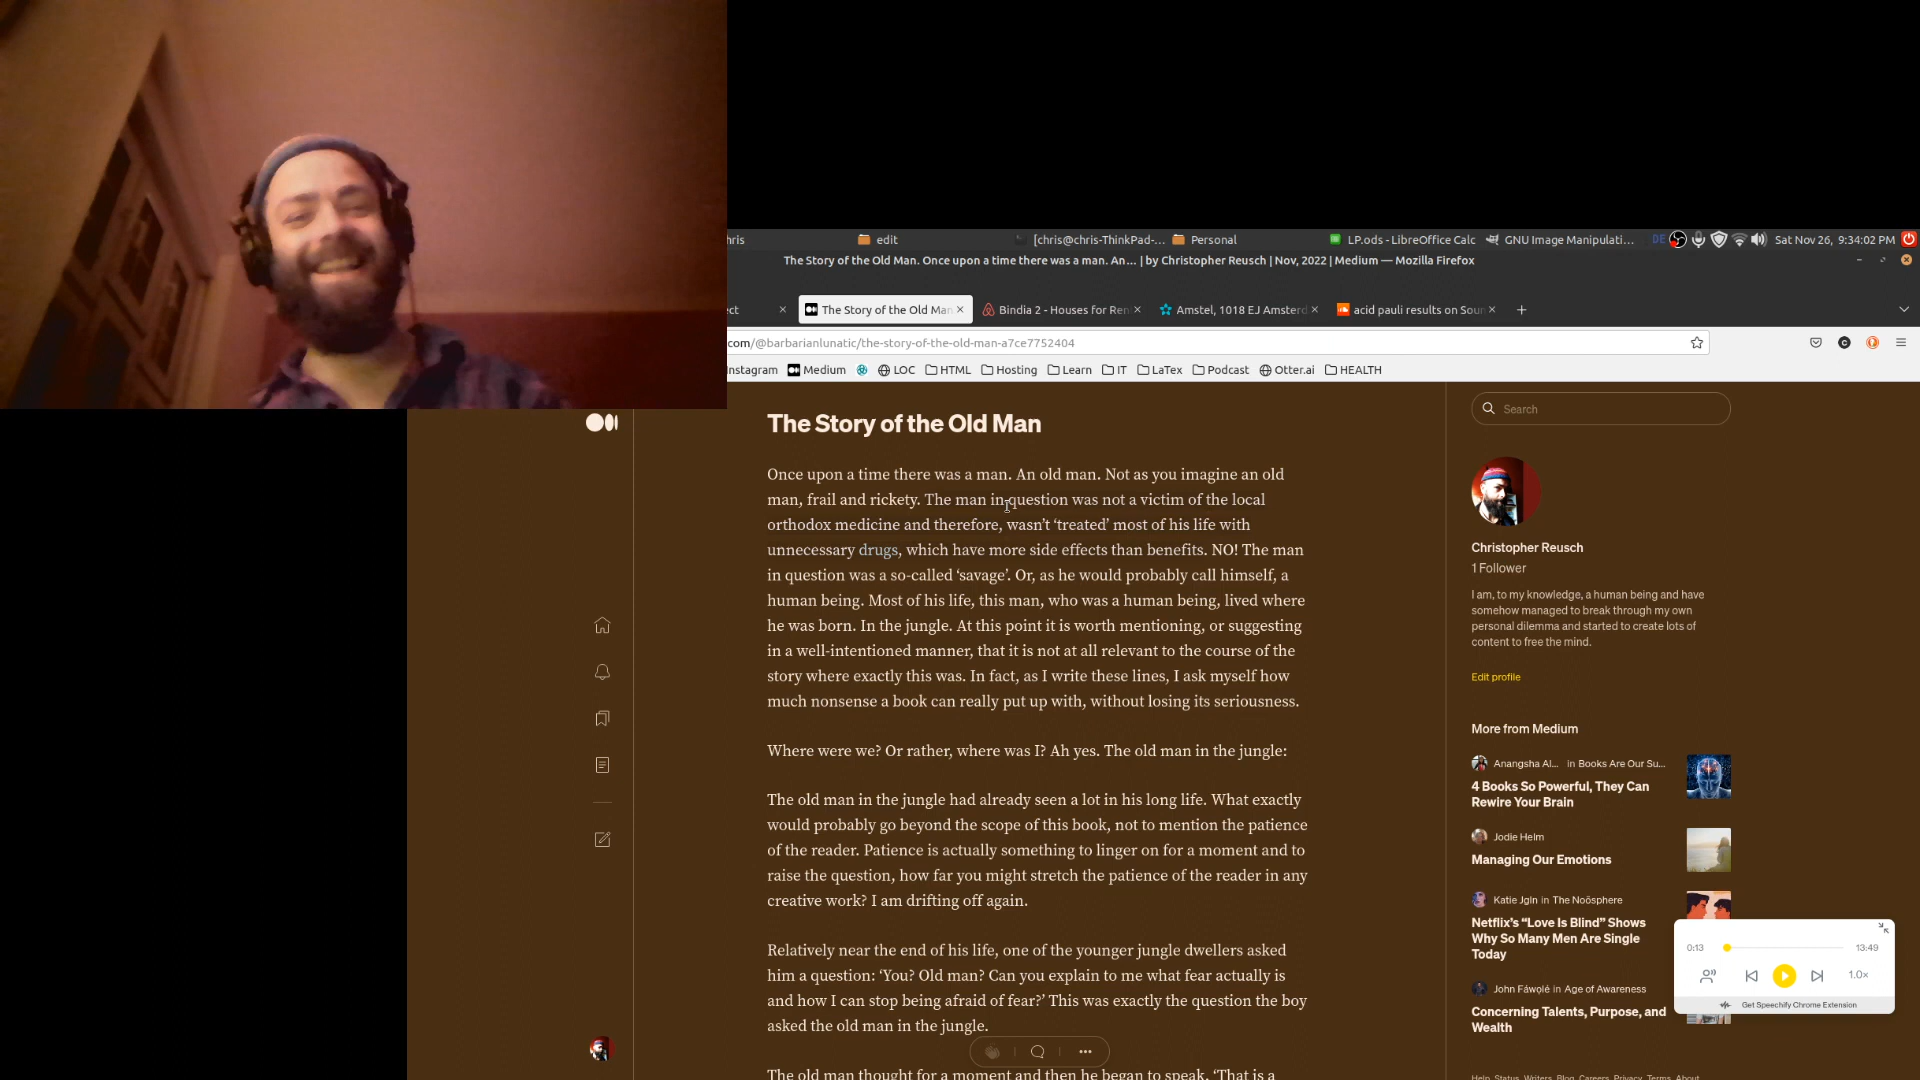 hris
edit
[chris@chris-ThinkPad-...
Personal
LP.ods - LibreOffice Calc
GNU Image Manipulati...
DE
Sat Nov 26, 9:34:02 PM
The Story of the Old Man. Once upon a time there was a man. An... | by Christopher Reusch | Nov, 2022 | Medium — Mozilla Firefox
ect
The Story of the Old Man
Bindia 2 - Houses for Ren
Amstel, 1018 EJ Amsterd
acid pauli results on Soun
com/@barbarianlunatic/the-story-of-the-old-man-a7ce7752404
nstagram
Medium
LOC
HTML
Hosting
Learn
IT
LaTex
Podcast
Otter.ai
HEALTH
The Story of the Old Man
Once upon a time there was a man. An old man. Not as you imagine an old
man, frail and rickety. The man in question was not a victim of the local
orthodox medicine and therefore, wasn't ‘treated’ most of his life with
unnecessary drugs, which have more side effects than benefits. NO! The man
in question was a so-called ‘savage’. Or, as he would probably call himself, a
human being. Most of his life, this man, who was a human being, lived where
he was born. In the jungle. At this point it is worth mentioning, or suggesting
in a well-intentioned manner, that it is not at all relevant to the course of the
story where exactly this was. In fact, as I write these lines, I ask myself how
much nonsense a book can really put up with, without losing its seriousness.
Where were we? Or rather, where was I? Ah yes. The old man in the jungle:
The old man in the jungle had already seen a lot in his long life. What exactly
would probably go beyond the scope of this book, not to mention the patience
of the reader. Patience is actually something to linger on for a moment and to
raise the question, how far you might stretch the patience of the reader in any
creative work? I am drifting off again.
Relatively near the end of his life, one of the younger jungle dwellers asked
him a question: ‘You? Old man? Can you explain to me what fear actually is
and how I can stop being afraid of fear?’ This was exactly the question the boy
asked the old man in the jungle.
The old man thought for a moment and then he began to speak. ‘That is a
Search
Christopher Reusch
1 Follower
I am, to my knowledge, a human being and have
somehow managed to break through my own
personal dilemma and started to create lots of
content to free the mind.
Edit profile
More from Medium
Anangsha Al... in Books Are Our Su...
4 Books So Powerful, They Can
Rewire Your Brain
Jodie Helm
Managing Our Emotions
Katie Jgln in The Noösphere
Netflix's “Love Is Blind” Shows
Why So Many Men Are Single
Today
John Fáwọlé in Age of Awareness
Concerning Talents, Purpose, and
Wealth
0:13
13:49
1.0×
Get Speechify Chrome Extension
Help Status Writers Blog Careers Privacy Terms About